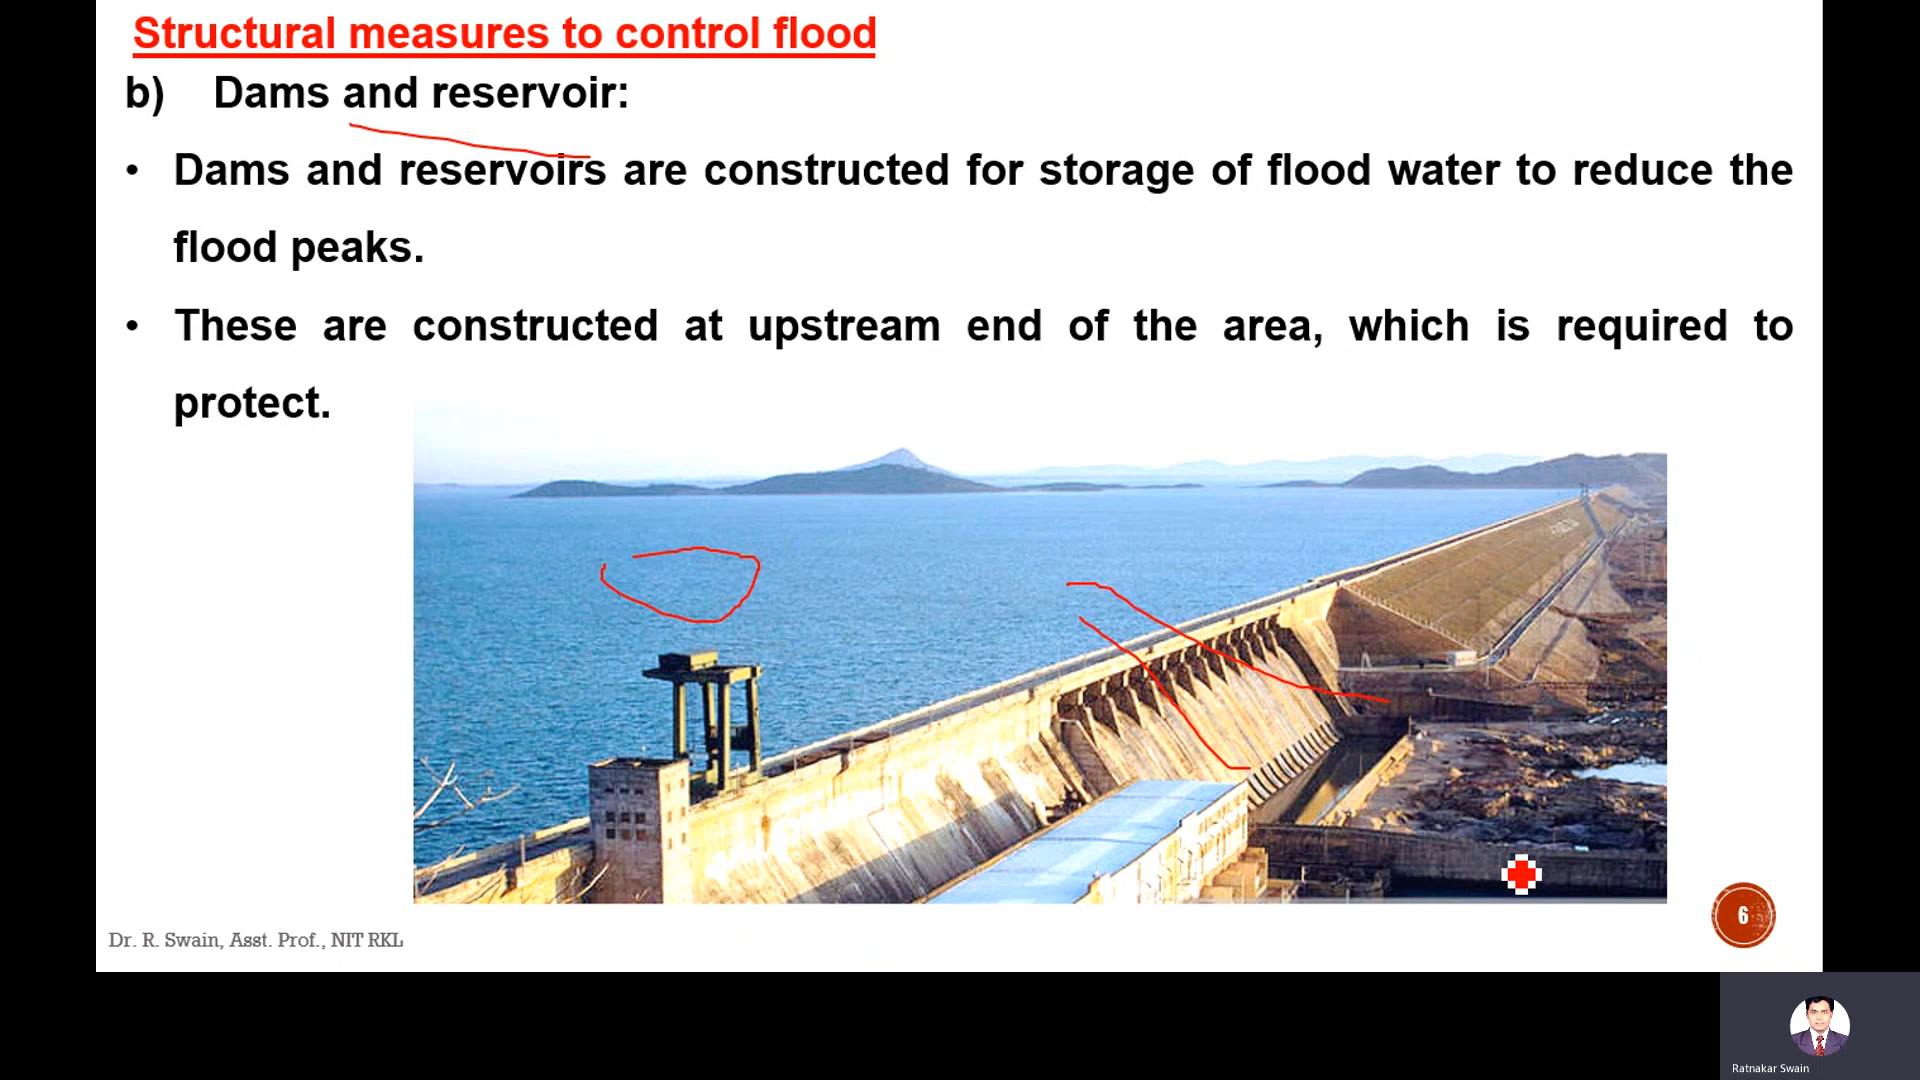 Structural measures to control flood
b) Dams and reservoir:
• Dams and reservoirs are constructed for storage of flood water to reduce the
flood peaks.
• These are constructed at upstream end of the area, which is required to
protect.
Dr. R. Swain, Asst. Prof., NIT RKL
6
Ratnakar Swain